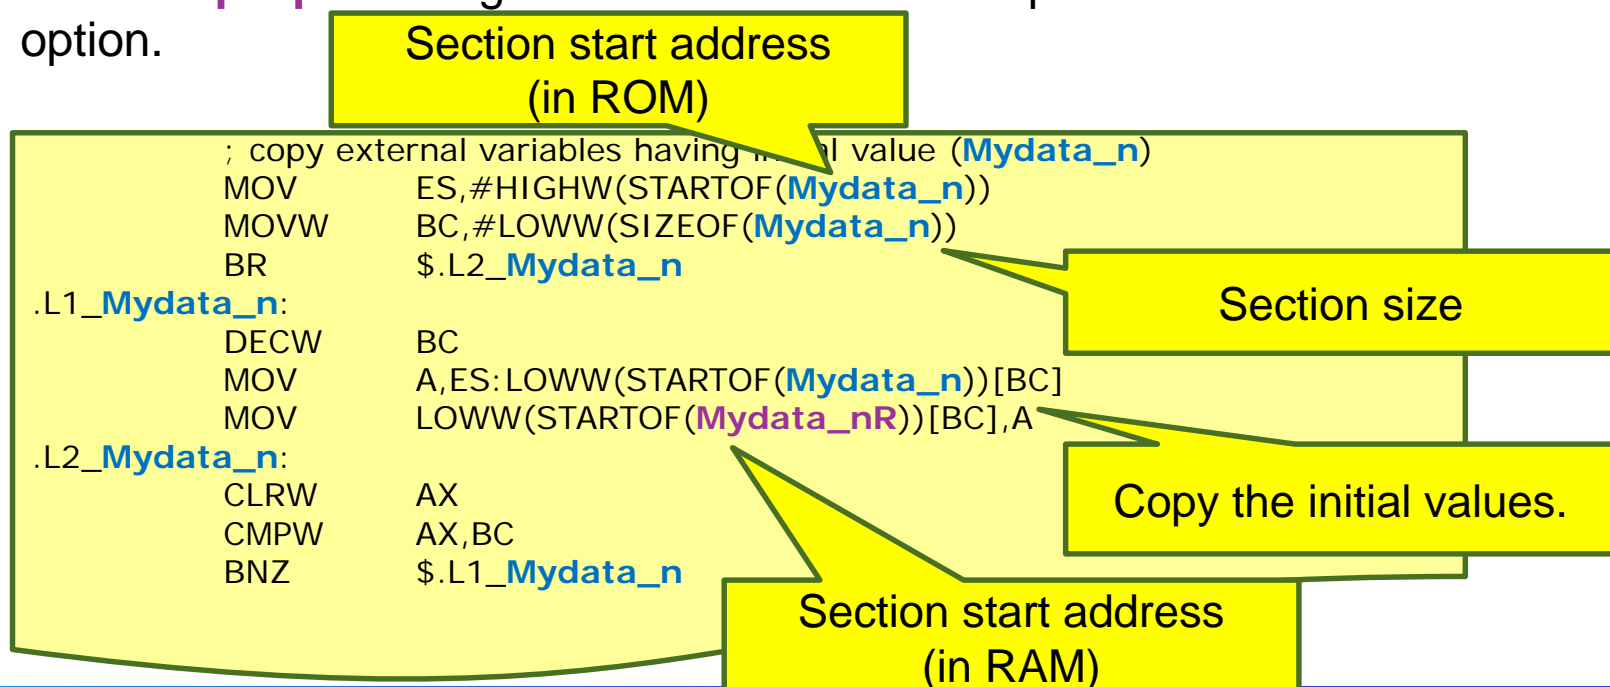 option.
Section start address
(in ROM)
; copy external variables having value (Mydata_n)
MOV ES,#HIGHW(STARTOF(Mydata_n))
MOVW BC,#LOWW(SIZEOF(Mydata_n))
BR $.L2_Mydata_n
Section size
.L1_Mydata_n:
DECW BC
MOV A,ES:LOWW(STARTOF(Mydata_n))[BC]
MOV LOWW(STARTOF(Mydata_nR))[BC],A
.L2_Mydata_n:
Copy the initial values.
CLRW AX
CMPW AX,BC
BNZ $.L1_Mydata_n
Section start address
(in RAM)